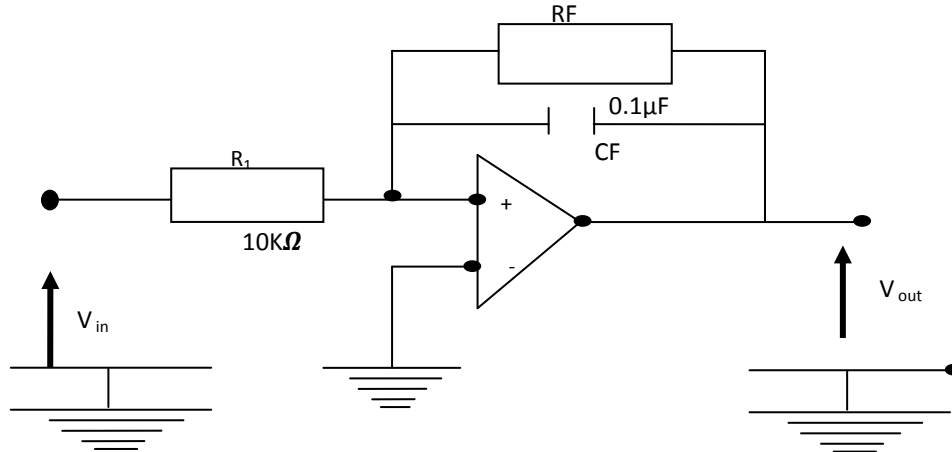 RF
0.1µF
CF
R₁
10KΩ
+
-
V in
V out